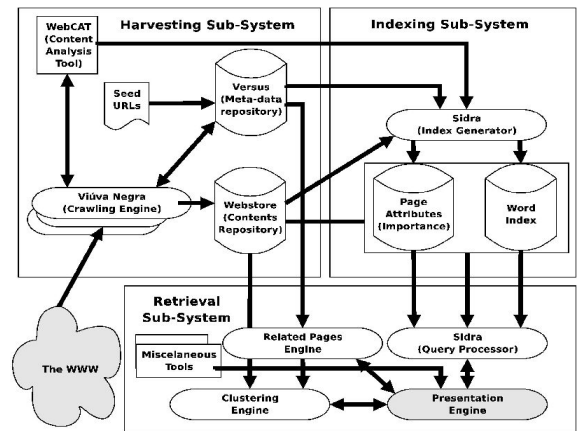 Harvesting Sub-System
Indexing Sub-System
WebCAT
(Content
Analysis
Tool)
Seed
URLs
Versus
(Meta-data
repository)
Sidra
(Index Generator)
Viúva Negra
(Crawling Engine)
Webstore
(Contents
Repository)
Page
Attributes
(Importance)
Word
Index
Retrieval
Sub-System
The WWW
Miscelaneous
Tools
Related Pages
Engine
Sidra
(Query Processor)
Clustering
Engine
Presentation
Engine